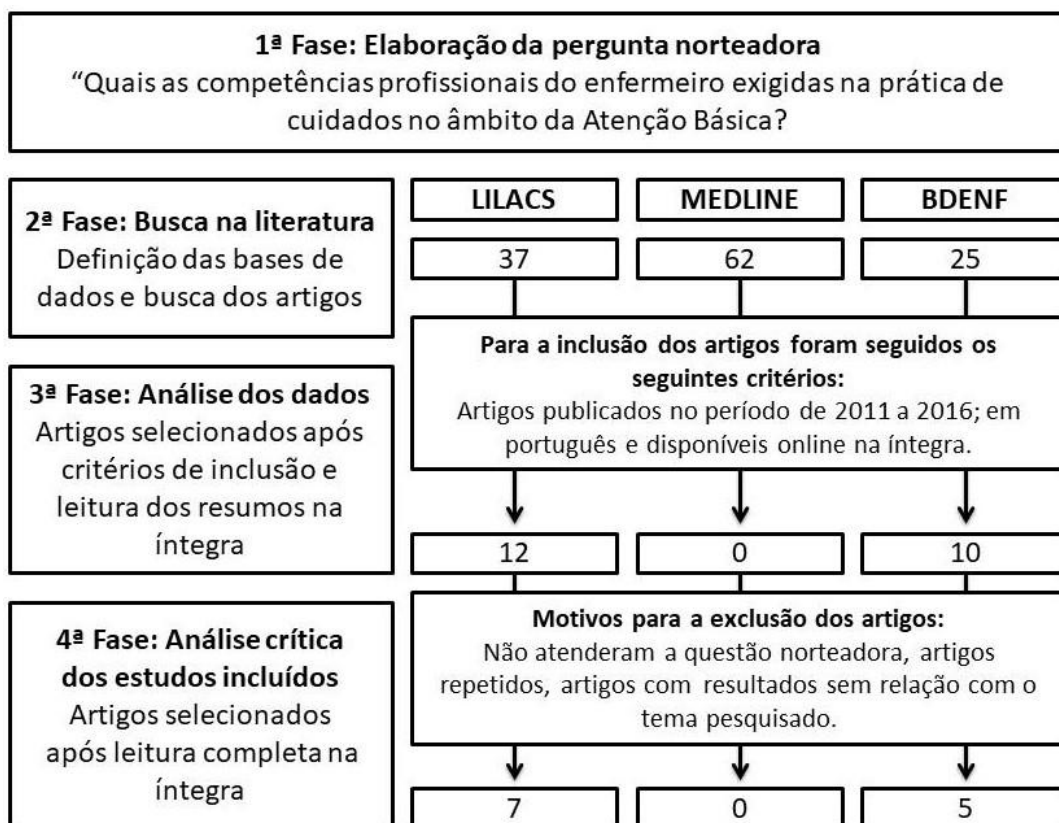 1ª Fase: Elaboração da pergunta norteadora
“Quais as competências profissionais do enfermeiro exigidas na prática de
cuidados no âmbito da Atenção Básica?
2ª Fase: Busca na literatura
Definição das bases de
dados e busca dos artigos
LILACS
MEDLINE
BDENF
37
62
25
Para a inclusão dos artigos foram seguidos os
seguintes critérios:
Artigos publicados no período de 2011 a 2016; em
português e disponíveis online na íntegra.
3ª Fase: Análise dos dados
Artigos selecionados após
critérios de inclusão e
leitura dos resumos na
íntegra
12
0
10
4ª Fase: Análise crítica
dos estudos incluídos
Artigos selecionados
após leitura completa na
íntegra
Motivos para a exclusão dos artigos:
Não atenderam a questão norteadora, artigos
repetidos, artigos com resultados sem relação com o
tema pesquisado.
7
0
5